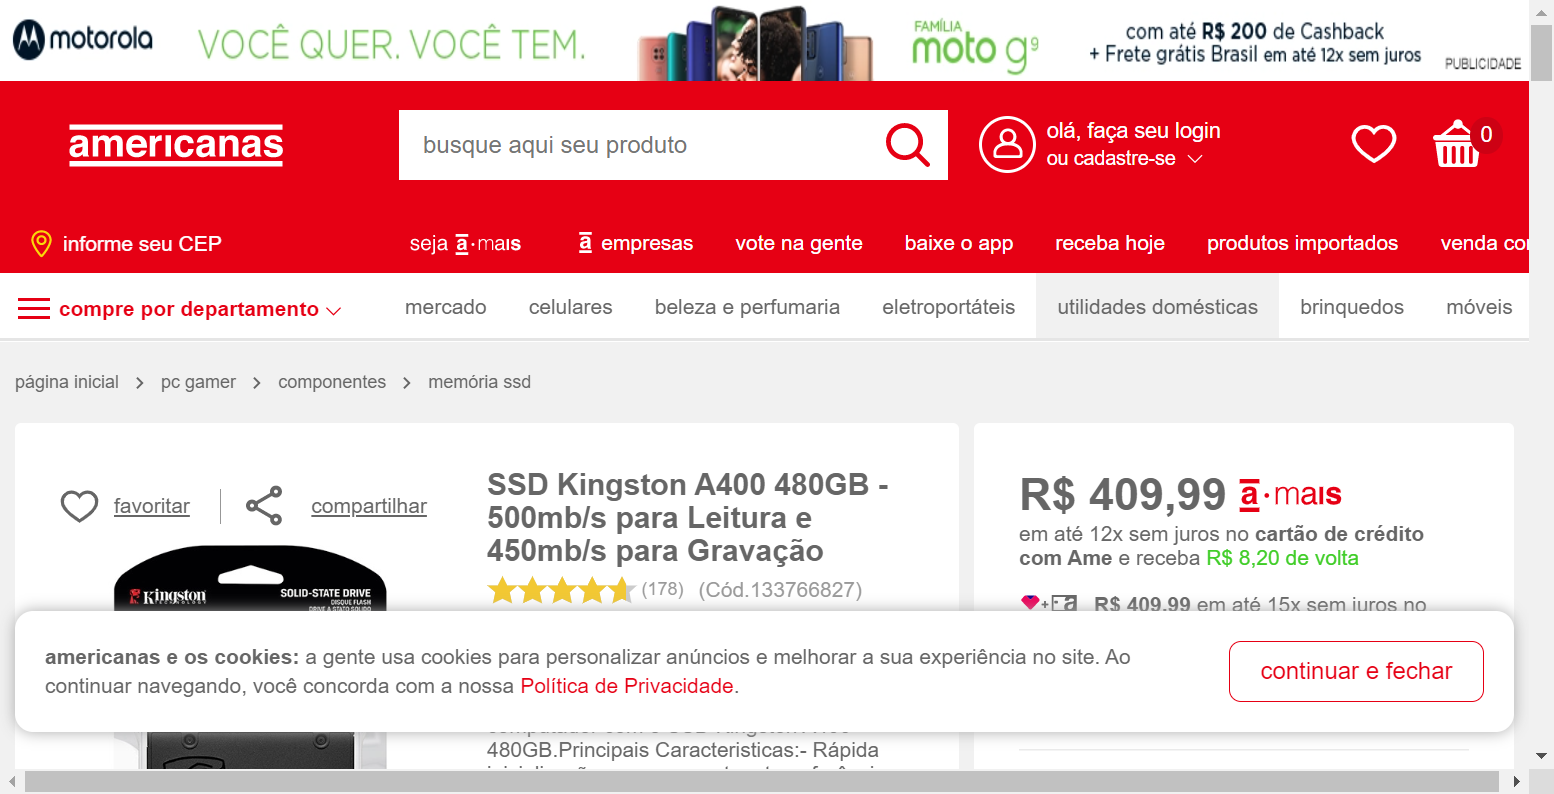 motorola
VOCÊ QUER. VOCÊ TEM.
FAMÍLIA
moto g9
com até R$ 200 de Cashback
+ Frete grátis Brasil em até 12x sem juros
PUBLICIDADE
americanas
busque aqui seu produto
olá, faça seu login
ou cadastre-se
0
informe seu CEP
seja a·mais
a empresas
vote na gente
baixe o app
receba hoje
produtos importados
venda co
compre por departamento
mercado
celulares
beleza e perfumaria
eletroportáteis
utilidades domésticas
brinquedos
móveis
página inicial > pc gamer > componentes > memória ssd
favoritar
compartilhar
Kingston
TECHNOLOGY
SOLID-STATE DRIVE
DISQUE FLASH
DRIVE A STATO SOLIDO
SSD Kingston A400 480GB -
500mb/s para Leitura e
450mb/s para Gravação
(178) (Cód.133766827)
480GB.Principais Caracteristicas:- Rápida
R$ 409,99 a·mais
em até 12x sem juros no cartão de crédito
com Ame e receba R$ 8,20 de volta
+a R$ 409,99 em até 15x sem juros no
americanas e os cookies: a gente usa cookies para personalizar anúncios e melhorar a sua experiência no site. Ao
continuar navegando, você concorda com a nossa Política de Privacidade.
continuar e fechar